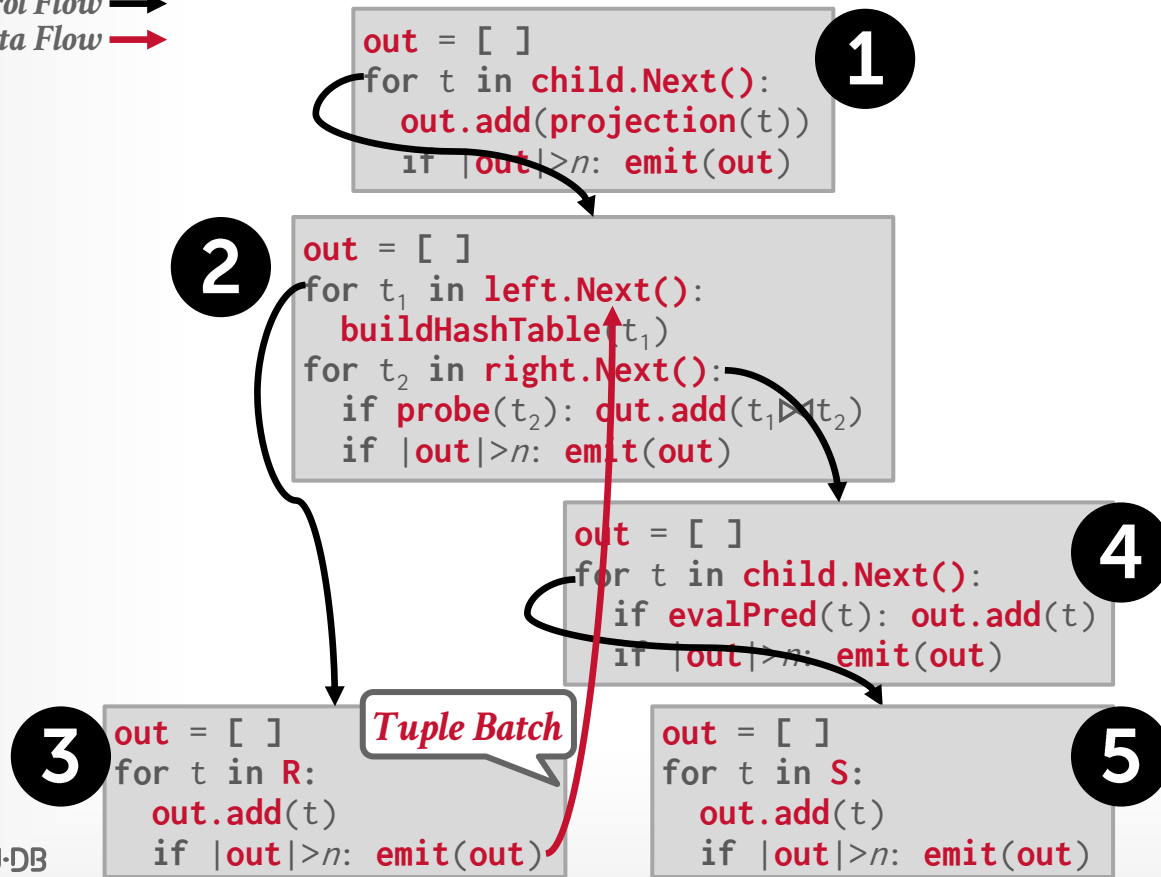 Flow
Flow
out = [ ]
for t in child.Next():
out.add(projection(t))
if |out|>n: emit(out)
1
2
out = [ ]
for t₁ in left.Next():
buildHashTable(t₁)
for t₂ in right.Next():
if probe(t₂): out.add(t₁⨝t₂)
if |out|>n: emit(out)
out = [ ]
for t in child.Next():
if evalPred(t): out.add(t)
if |out|>n: emit(out)
4
3
out = [ ]
for t in R:
out.add(t)
if |out|>n: emit(out)
Tuple Batch
out = [ ]
for t in S:
out.add(t)
if |out|>n: emit(out)
5
·DB